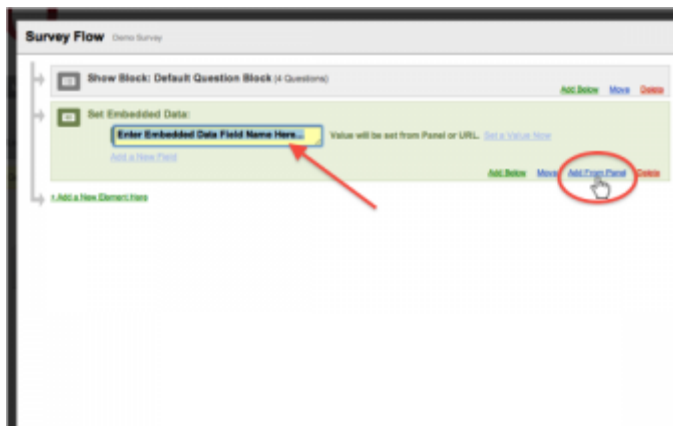 Survey Flow Demo Survey
Show Block: Default Question Block (4 Questions)
Add Below Move Delete
Set Embedded Data:
Enter Embedded Data Field Name Here... Value will be set from Panel or URL. Set a Value Now
Add a New Field
Add Below Move Add From Panel Delete
+ Add a New Element Here